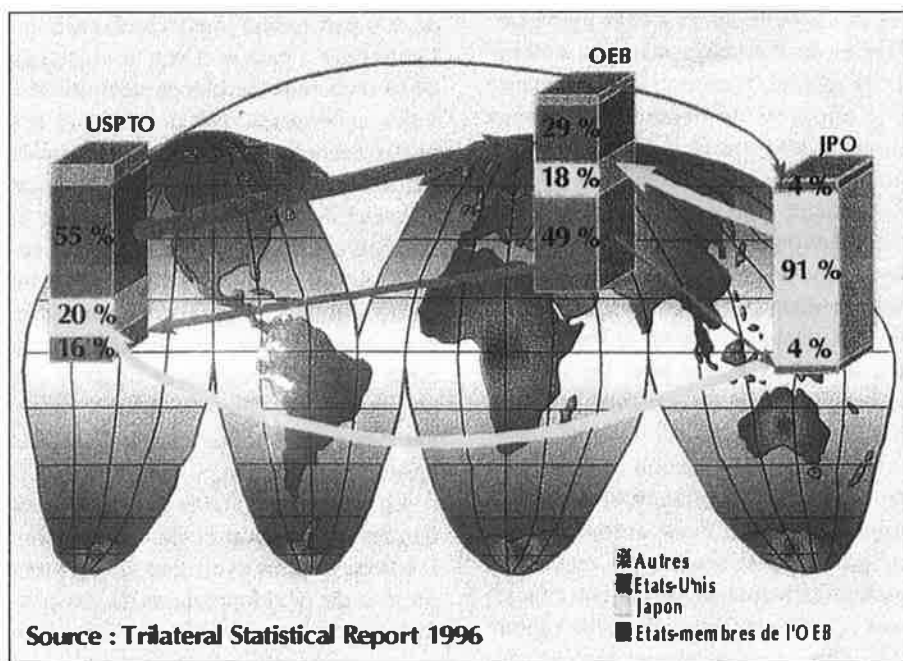 OEB
USPTO
29 %
JPO
4 %
18 %
55 %
49 %
91 %
20 %
4 %
16 %
Autres
Etats-Unis
Japon
Etats-membres de l'OEB
Source : Trilateral Statistical Report 1996